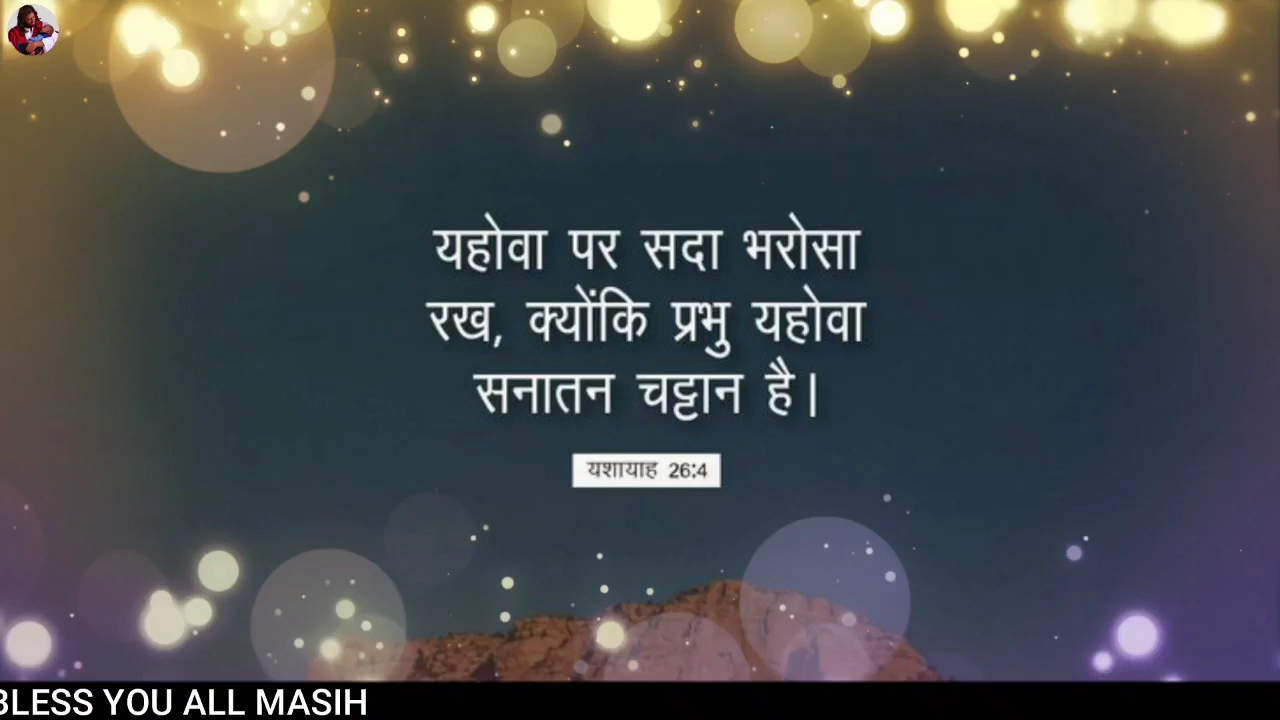 यहोवा पर सदा भरोसा
रख, क्योंकि प्रभु यहोवा
सनातन चट्टान है।
यशायाह 26:4
BLESS YOU ALL MASIH